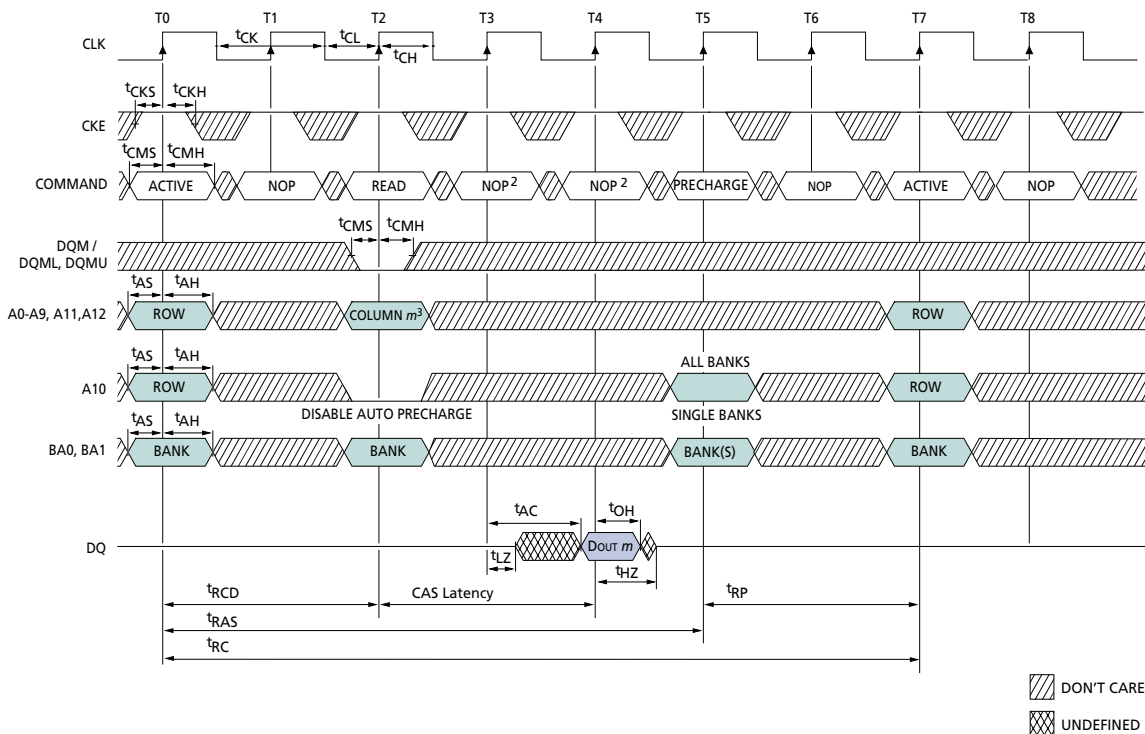 T0 T1 T2 T3 T4 T5 T6 T7 T8
CLK
tCK tCL
tCH
tCKS tCKH
CKE
tCMS tCMH
COMMAND ACTIVE NOP READ NOP2 NOP2 PRECHARGE NOP ACTIVE NOP
tCMS tCMH
DQM /
DQML, DQMU
tAS tAH
A0-A9, A11,A12 ROW COLUMN m3 ROW
tAS tAH ALL BANKS
A10 ROW ROW
DISABLE AUTO PRECHARGE SINGLE BANKS
tAS tAH
BA0, BA1 BANK BANK BANK(S) BANK
tAC tOH
DQ DOUT m
tLZ tHZ
tRCD CAS Latency tRP
tRAS
tRC
DON'T CARE
UNDEFINED